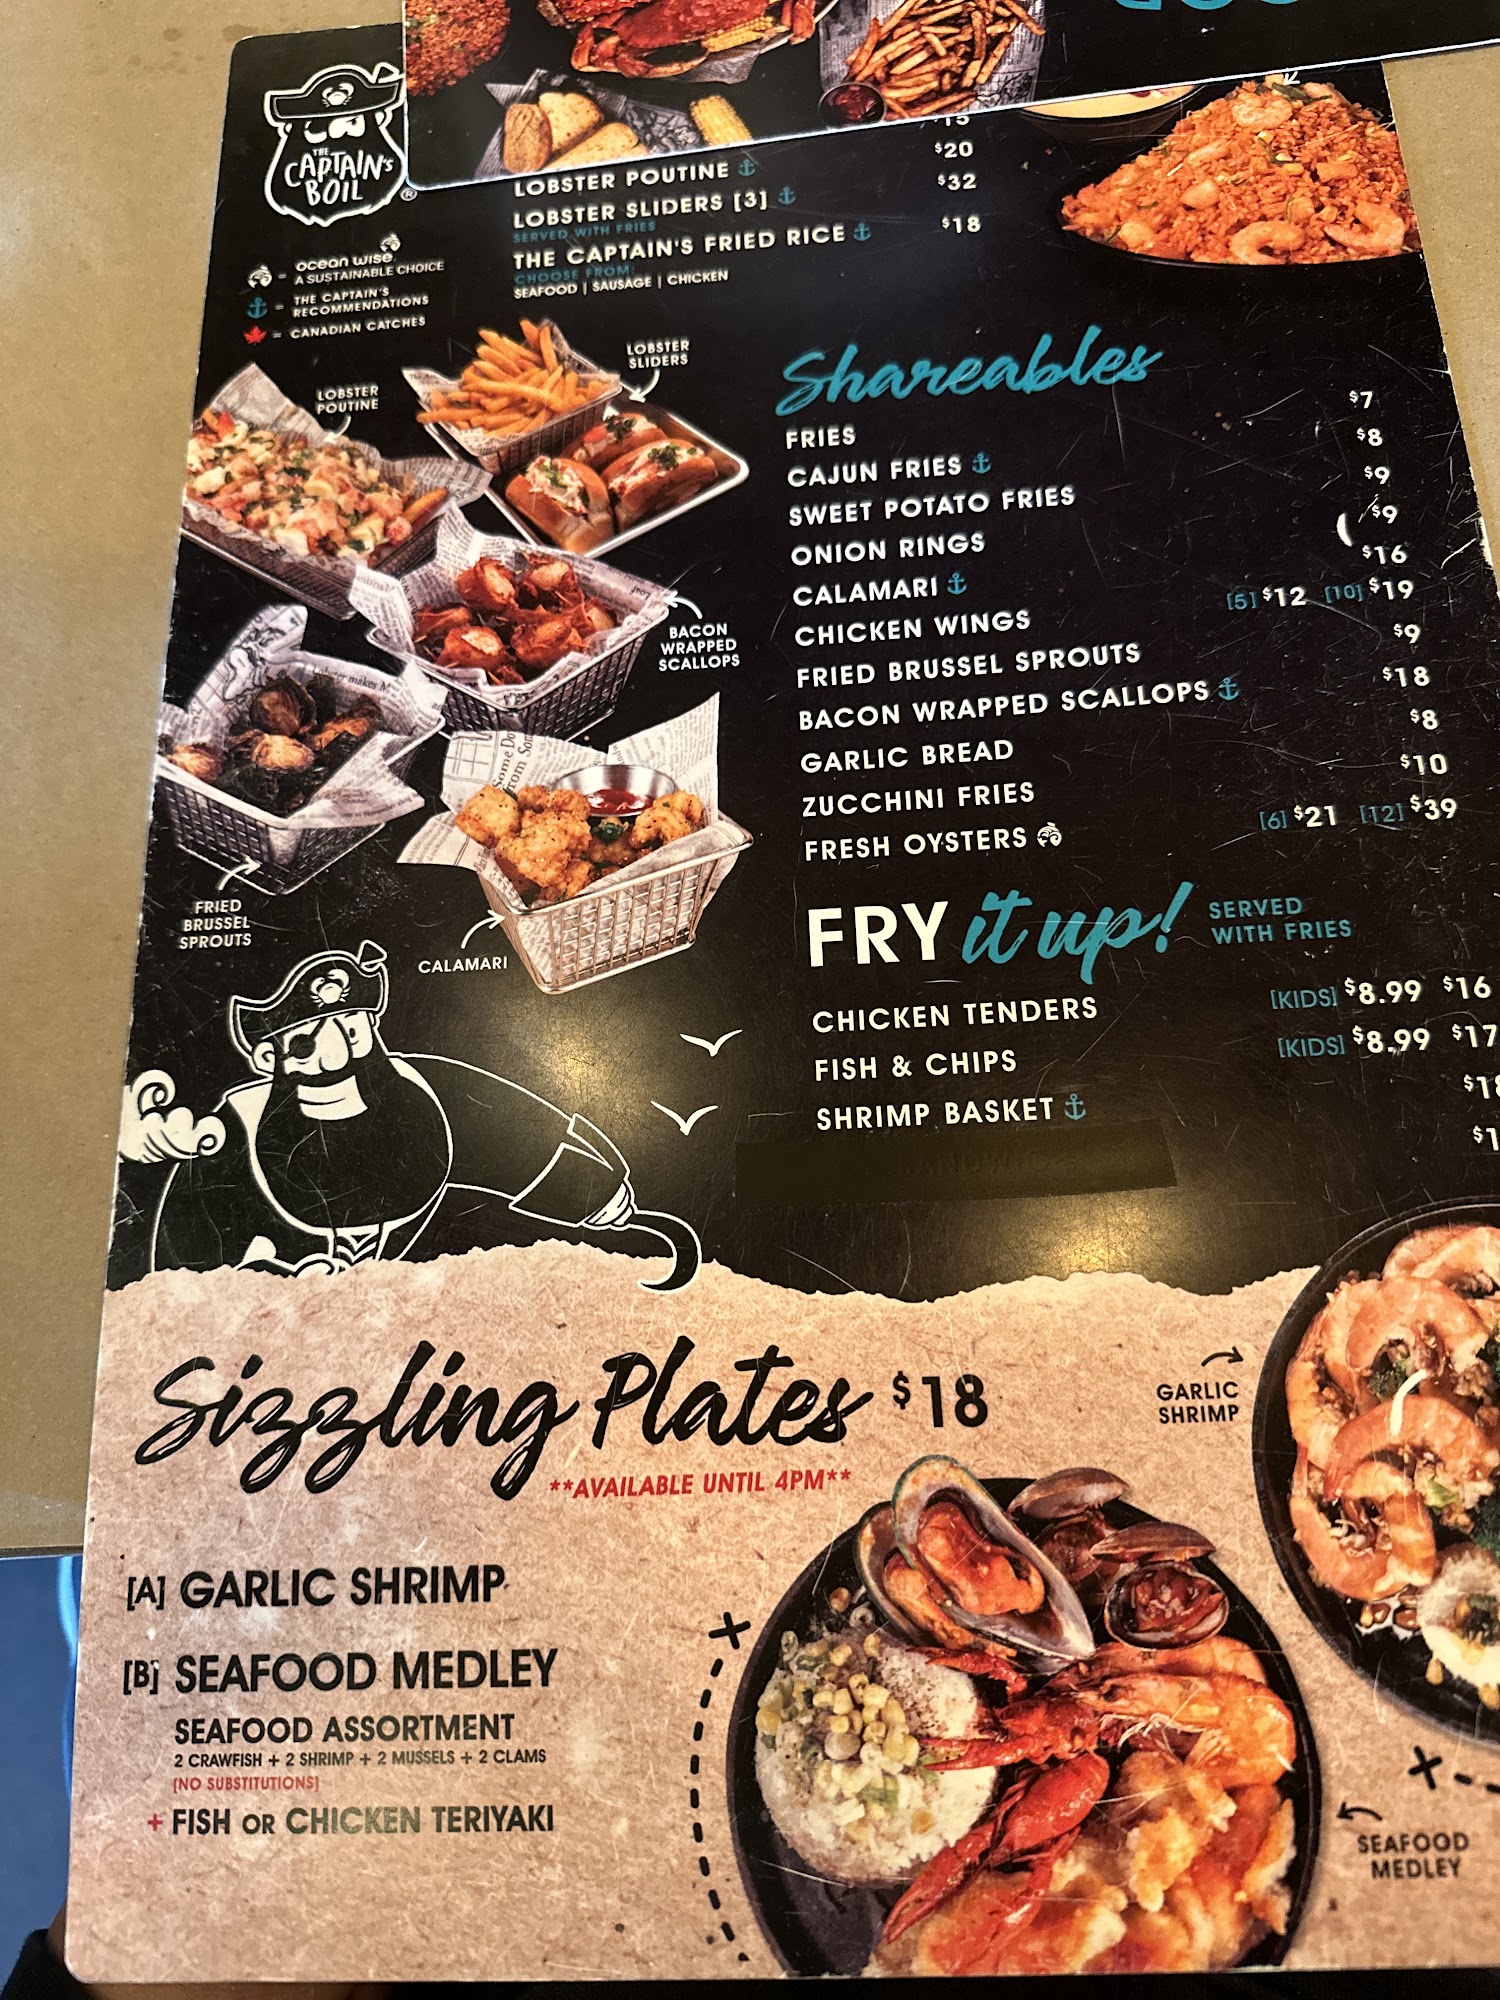 THE
CAPTAIN'S
BOIL
®
= ocean wise.
A SUSTAINABLE CHOICE
= THE CAPTAIN'S
RECOMMENDATIONS
= CANADIAN CATCHES
$15
LOBSTER POUTINE $20
LOBSTER SLIDERS [3] $32
SERVED WITH FRIES
THE CAPTAIN'S FRIED RICE $18
CHOOSE FROM:
SEAFOOD | SAUSAGE | CHICKEN
LOBSTER
POUTINE
LOBSTER
SLIDERS
BACON
WRAPPED
SCALLOPS
FRIED
BRUSSEL
SPROUTS
CALAMARI
Shareables
FRIES $7
CAJUN FRIES $8
SWEET POTATO FRIES $9
ONION RINGS $9
CALAMARI $16
CHICKEN WINGS [5] $12 [10] $19
FRIED BRUSSEL SPROUTS $9
BACON WRAPPED SCALLOPS $18
GARLIC BREAD $8
ZUCCHINI FRIES $10
FRESH OYSTERS [6] $21 [12] $39
FRY it up! SERVED
WITH FRIES
CHICKEN TENDERS [KIDS] $8.99 $16
FISH & CHIPS [KIDS] $8.99 $17
SHRIMP BASKET
Sizzling Plates $18
**AVAILABLE UNTIL 4PM**
[A] GARLIC SHRIMP
[B] SEAFOOD MEDLEY
SEAFOOD ASSORTMENT
2 CRAWFISH + 2 SHRIMP + 2 MUSSELS + 2 CLAMS
[NO SUBSTITUTIONS]
+ FISH OR CHICKEN TERIYAKI
GARLIC
SHRIMP
SEAFOOD
MEDLEY